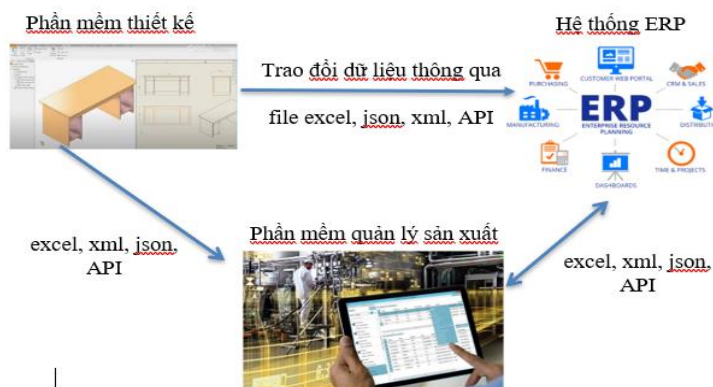 Phần mềm thiết kế
Hệ thống ERP
Trao đổi dữ liệu thông qua
file excel, json, xml, API
PURCHASING
CUSTOMER WEB PORTAL
CRM & SALES
MANUFACTURING
ERP
ENTERPRISE RESOURCE
PLANNING
DISTRIBUTI
FINANCE
DASHBOARDS
TIME & PROJECTS
Phần mềm quản lý sản xuất
excel, xml, json,
API
excel, xml, json,
API